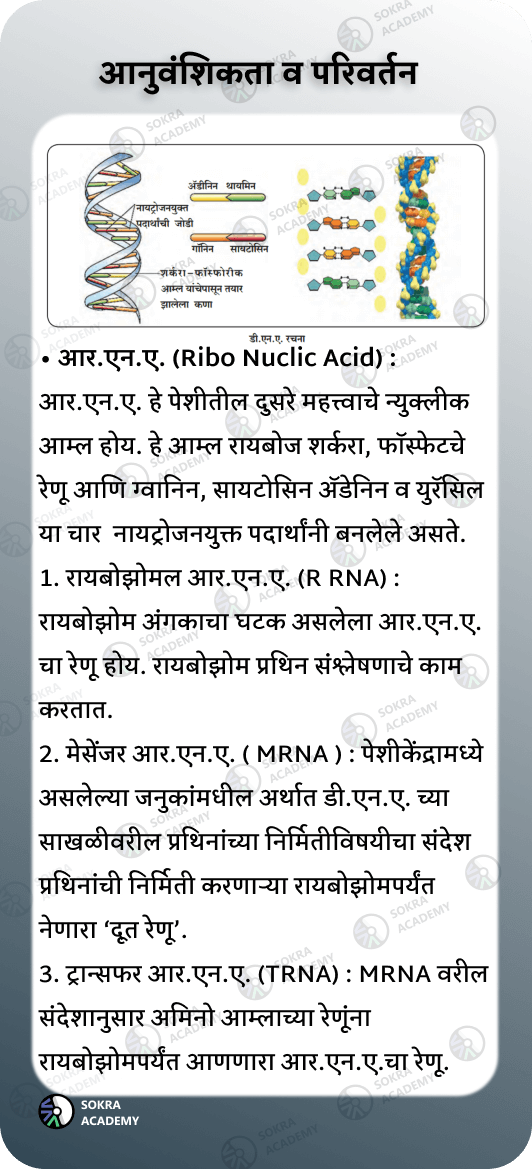 आनुवंशिकता व परिवर्तन
ॲडीनिन थायमिन
नायट्रोजनयुक्त
पदार्थाची जोडी
गॉनिन सायटोसिन
शर्करा-फॉस्फोरीक
आम्ल यांचेपासून तयार
झालेला कणा
डी.एन.ए. रचना
• आर.एन.ए. (Ribo Nuclic Acid) :
आर.एन.ए. हे पेशीतील दुसरे महत्त्वाचे न्युक्लीक
आम्ल होय. हे आम्ल रायबोज शर्करा, फॉस्फेटचे
रेणू आणि ग्वानिन, सायटोसिन ॲडेनिन व युरॅसिल
या चार नायट्रोजनयुक्त पदार्थांनी बनलेले असते.
1. रायबोझोमल आर.एन.ए. (R RNA) :
रायबोझोम अंगकाचा घटक असलेला आर.एन.ए.
चा रेणू होय. रायबोझोम प्रथिन संश्लेषणाचे काम
करतात.
2. मेसेंजर आर.एन.ए. ( MRNA ) : पेशीकेंद्रामध्ये
असलेल्या जनुकांमधील अर्थात डी.एन.ए. च्या
साखळीवरील प्रथिनांच्या निर्मितीविषयीचा संदेश
प्रथिनांची निर्मिती करणाऱ्या रायबोझोमपर्यंत
नेणारा ‘दूत रेणू’.
3. ट्रान्सफर आर.एन.ए. (TRNA) : MRNA वरील
संदेशानुसार अमिनो आम्लाच्या रेणूंना
रायबोझोमपर्यंत आणणारा आर.एन.ए.चा रेणू.
SOKRA
ACADEMY